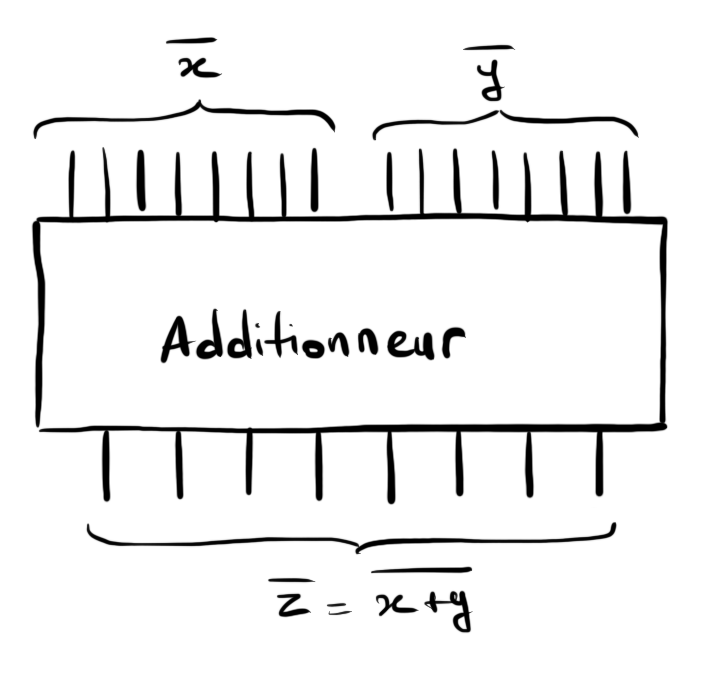 x̅
y̅
Additionneur
z̅ = x̅+̅y̅